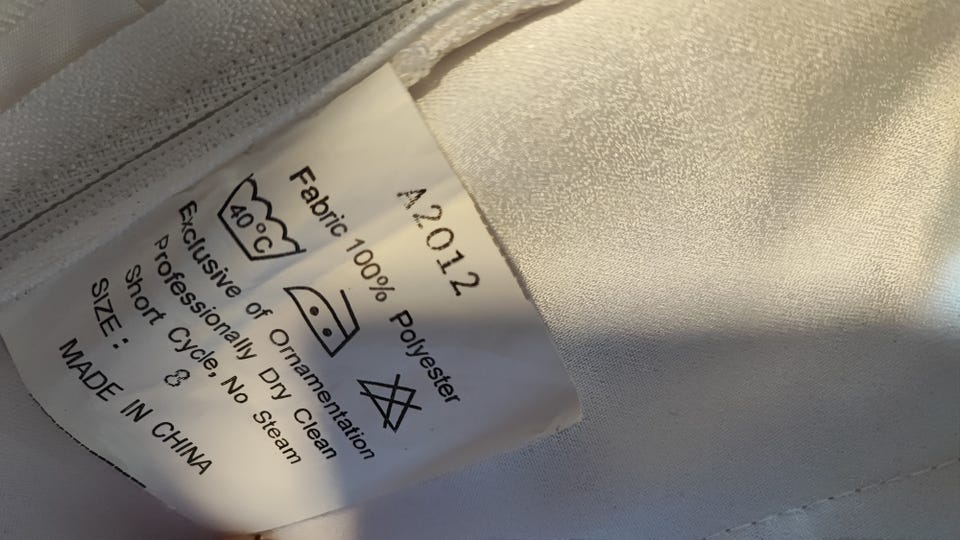 A2012
Fabric 100% Polyester
40°C
Exclusive of Ornamentation
Professionally Dry Clean
Short Cycle, No Steam
SIZE: 8
MADE IN CHINA